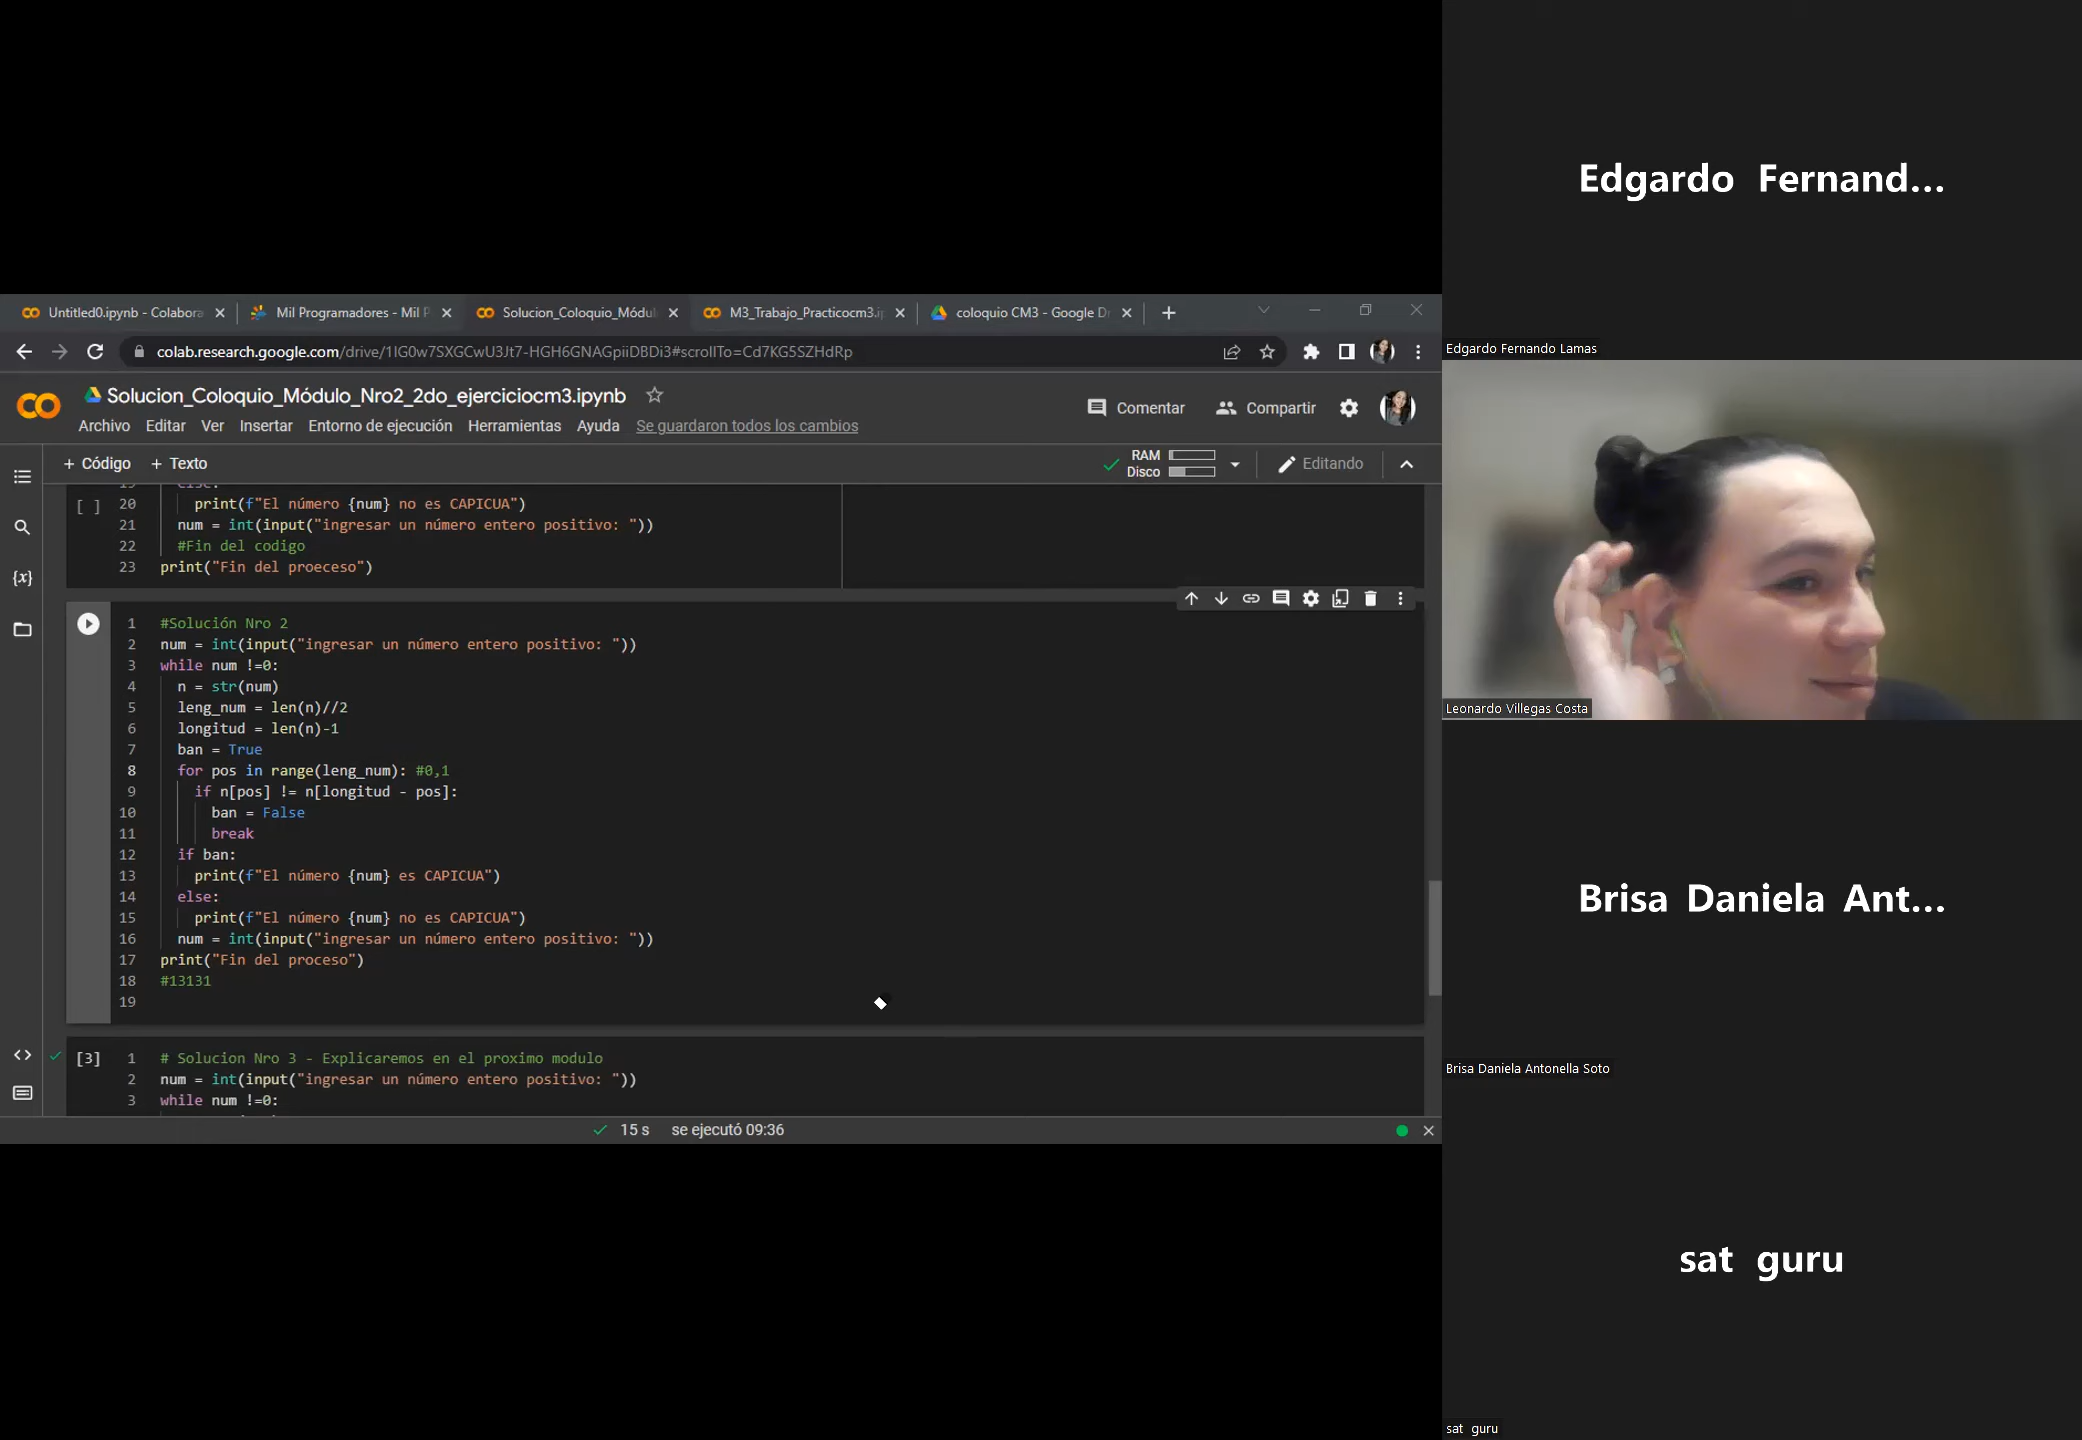 Untitled0.ipynb - Colabora
Mil Programadores - Mil P
Solucion_Coloquio_Módul
M3_Trabajo_Practicocm3.i
coloquio CM3 - Google D
colab.research.google.com/drive/1IG0w7SXGCwU3Jt7-HGH6GNAGpiiDBDi3#scrollTo=Cd7KG5SZHdRp
Solucion_Coloquio_Módulo_Nro2_2do_ejerciciocm3.ipynb
Comentar
Compartir
Archivo Editar Ver Insertar Entorno de ejecución Herramientas Ayuda Se guardaron todos los cambios
+ Código + Texto
RAM
Disco
Editando
19 else:
[ ] 20 print(f"El número {num} no es CAPICUA")
21 num = int(input("ingresar un número entero positivo: "))
22 #Fin del codigo
23 print("Fin del proeceso")
1 #Solución Nro 2
2 num = int(input("ingresar un número entero positivo: "))
3 while num !=0:
4 n = str(num)
5 leng_num = len(n)//2
6 longitud = len(n)-1
7 ban = True
8 for pos in range(leng_num): #0,1
9 if n[pos] != n[longitud - pos]:
10 ban = False
11 break
12 if ban:
13 print(f"El número {num} es CAPICUA")
14 else:
15 print(f"El número {num} no es CAPICUA")
16 num = int(input("ingresar un número entero positivo: "))
17 print("Fin del proceso")
18 #13131
19
[3] 1 # Solucion Nro 3 - Explicaremos en el proximo modulo
2 num = int(input("ingresar un número entero positivo: "))
3 while num !=0:
15 s se ejecutó 09:36
Edgardo Fernand...
Edgardo Fernando Lamas
Leonardo Villegas Costa
Brisa Daniela Ant...
Brisa Daniela Antonella Soto
sat guru
sat guru